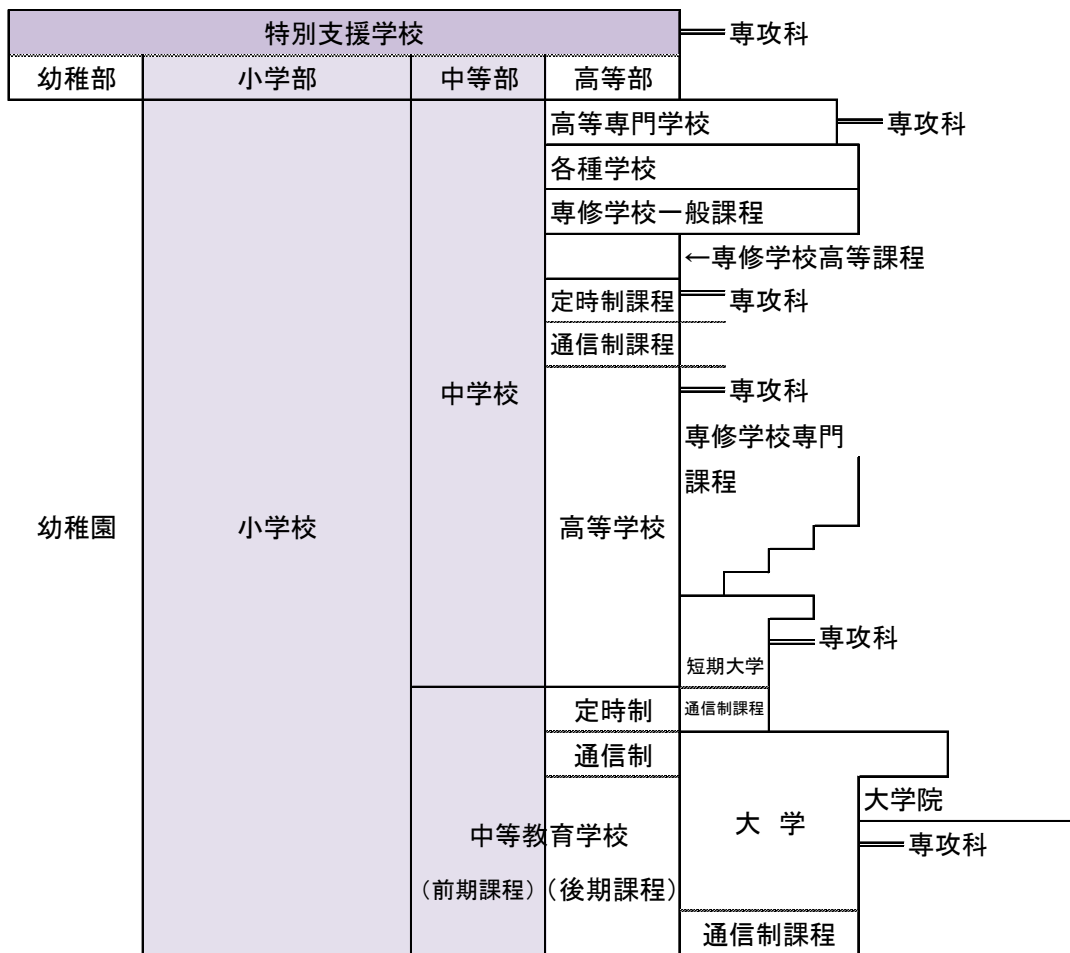 特別支援学校
専攻科
幼稚部
小学部
中等部
高等部
高等専門学校
専攻科
各種学校
専修学校一般課程
←専修学校高等課程
定時制課程
専攻科
通信制課程
中学校
専攻科
専修学校専門
課程
幼稚園
小学校
高等学校
専攻科
短期大学
定時制
通信制課程
通信制
大学院
大 学
中等教育学校
専攻科
（前期課程）
（後期課程）
通信制課程